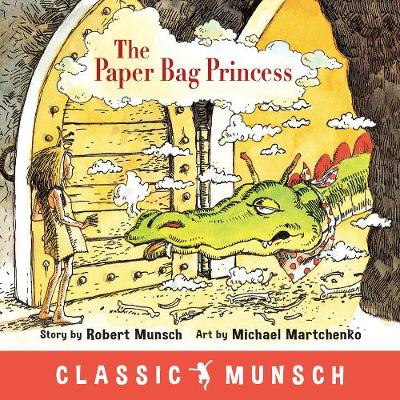 The
Paper Bag Princess
Story by Robert Munsch Art by Michael Martchenko
CLASSIC MUNSCH